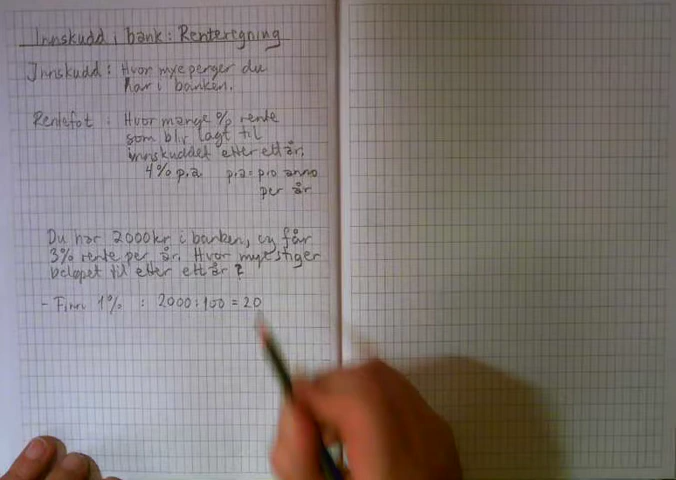 Innskudd i bank: Renteregning
Innskudd : Hvor mye penger du
har i banken.
Rentefot : Hvor mange % rente
som blir lagt til
innskuddet etter ett år.
4% p.a p.a = pro anno
per år
Du har 2000kr i banken, og får
3% rente per år. Hvor mye stiger
beløpet til etter ett år?
- Finn 1% : 2000:100 = 20